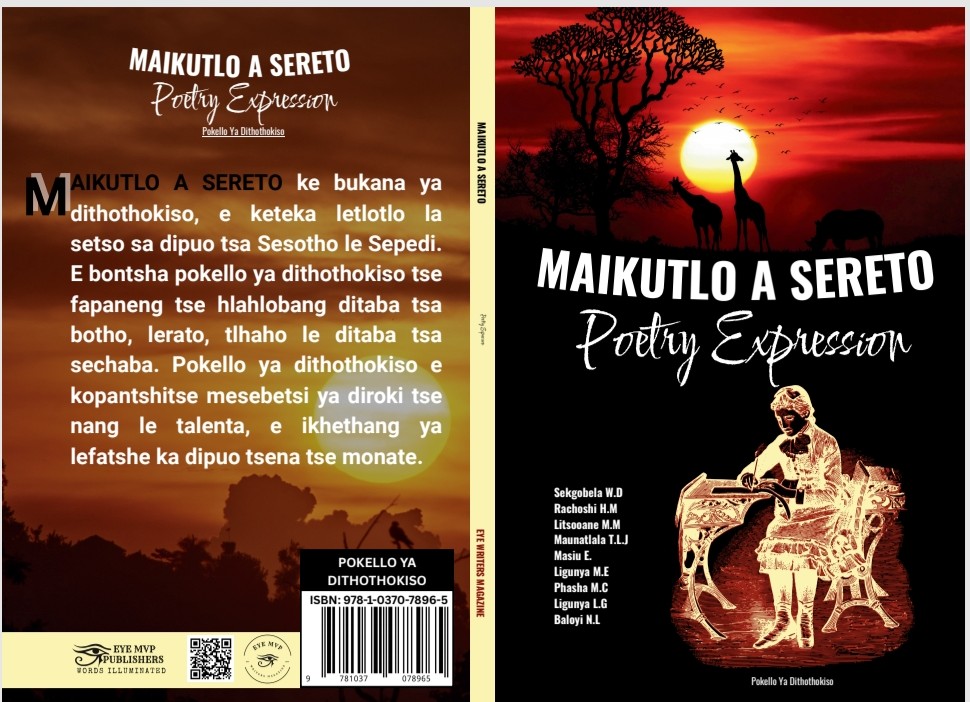 MAIKUTLO A SERETO
Poetry Expression
Pokello Ya Dithothokiso
MAIKUTLO A SERETO ke bukana ya
dithothokiso, e keteka letlotlo la
setso sa dipuo tsa Sesotho le Sepedi.
E bontsha pokello ya dithothokiso tse
fapaneng tse hlahlobang ditaba tsa
botho, lerato, tlhaho le ditaba tsa
sechaba. Pokello ya dithothokiso e
kopantshitse mesebetsi ya diroki tse
nang le talenta, e ikhethang ya
lefatshe ka dipuo tsena tse monate.
POKELLO YA
DITHOTHOKISO
ISBN: 978-1-0370-7896-5
9 781037 078965
EYE MVP
PUBLISHERS
WORDS ILLUMINATED
EYE MVP
MAIKUTLO A SERETO
Poetry Expression
EYE WRITERS MAGAZINE
MAIKUTLO A SERETO
Poetry Expression
Sekgobela W.D
Rachoshi H.M
Litsooane M.M
Maunatlala T.L.J
Masiu E.
Ligunya M.E
Phasha M.C
Ligunya L.G
Baloyi N.L
Pokello Ya Dithothokiso